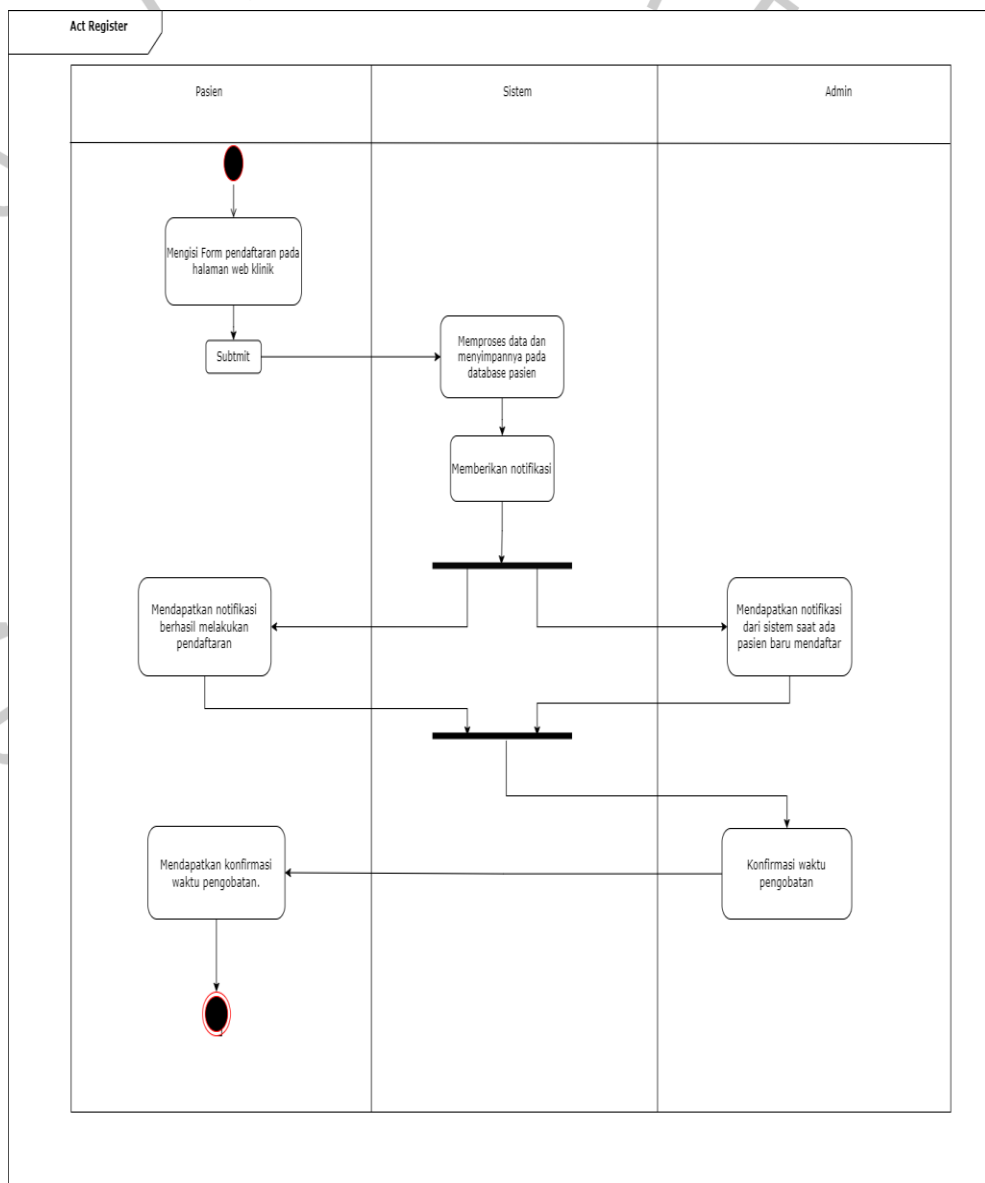 Act Register
Pasien
Sistem
Admin
Mengisi Form pendaftaran pada
halaman web klinik
Subtmit
Memproses data dan
menyimpannya pada
database pasien
Memberikan notifikasi
Mendapatkan notifikasi
berhasil melakukan
pendaftaran
Mendapatkan notifikasi
dari sistem saat ada
pasien baru mendaftar
Mendapatkan konfirmasi
waktu pengobatan.
Konfirmasi waktu
pengobatan